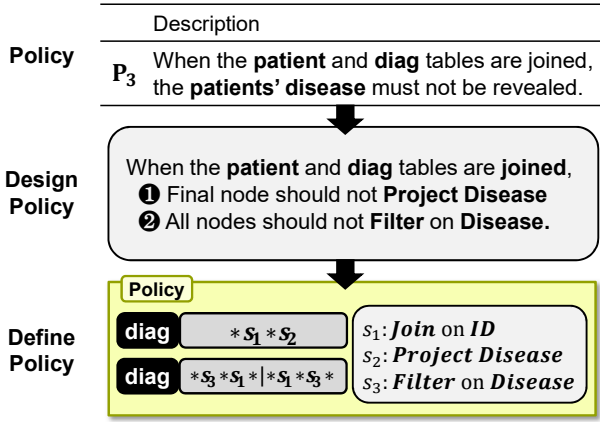 Description
Policy
P₃ When the patient and diag tables are joined,
the patients' disease must not be revealed.
Design
Policy
When the patient and diag tables are joined,
❶ Final node should not Project Disease
❷ All nodes should not Filter on Disease.
Define
Policy
Policy
diag *s₁*s₂
diag *s₃*s₁*|*s₁*s₃*
s₁: Join on ID
s₂: Project Disease
s₃: Filter on Disease